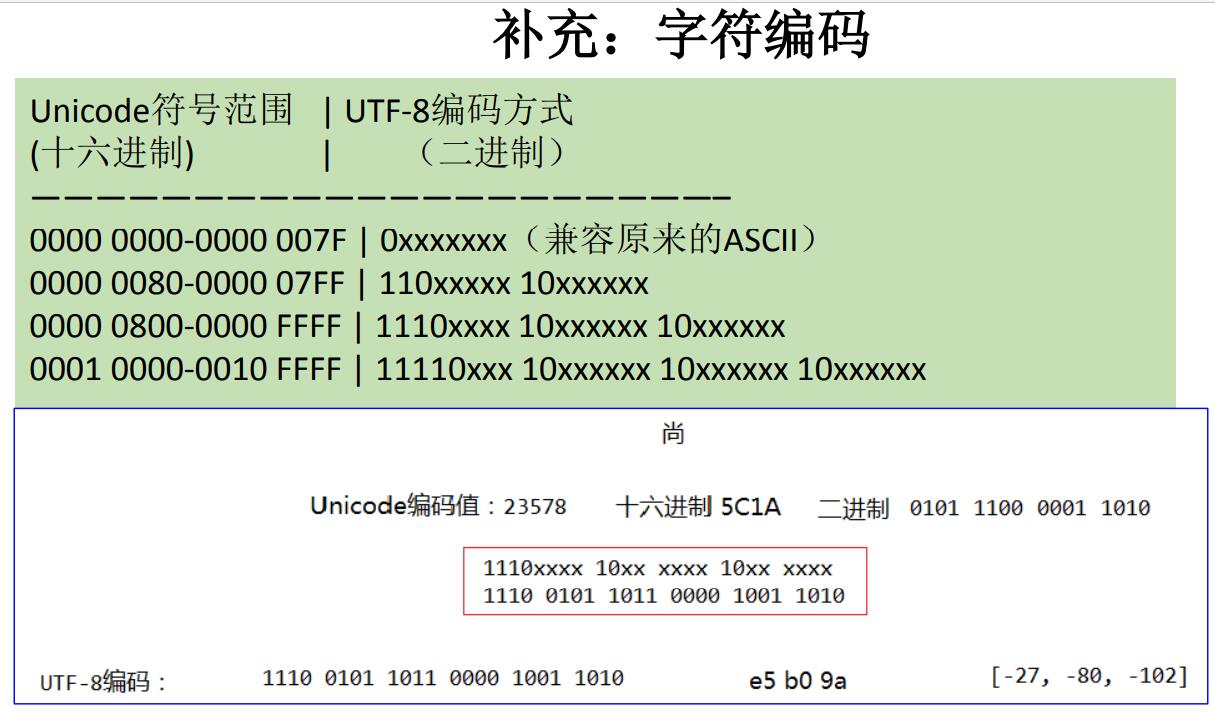 补充：字符编码
Unicode符号范围 | UTF-8编码方式
(十六进制) | （二进制）
———————————————————————
0000 0000-0000 007F | 0xxxxxxx（兼容原来的ASCII）
0000 0080-0000 07FF | 110xxxxx 10xxxxxx
0000 0800-0000 FFFF | 1110xxxx 10xxxxxx 10xxxxxx
0001 0000-0010 FFFF | 11110xxx 10xxxxxx 10xxxxxx 10xxxxxx
尚
Unicode编码值：23578 十六进制 5C1A 二进制 0101 1100 0001 1010
1110xxxx 10xx xxxx 10xx xxxx
1110 0101 1011 0000 1001 1010
UTF-8编码： 1110 0101 1011 0000 1001 1010 e5 b0 9a [-27, -80, -102]